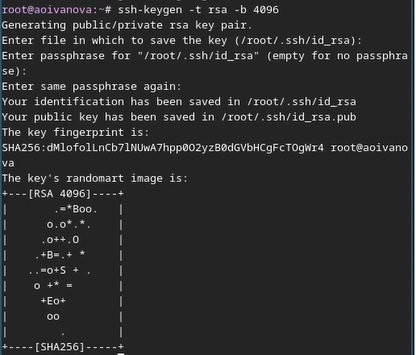 root@aoivanova:~# ssh-keygen -t rsa -b 4096
Generating public/private rsa key pair.
Enter file in which to save the key (/root/.ssh/id_rsa):
Enter passphrase for "/root/.ssh/id_rsa" (empty for no passphra
se):
Enter same passphrase again:
Your identification has been saved in /root/.ssh/id_rsa
Your public key has been saved in /root/.ssh/id_rsa.pub
The key fingerprint is:
SHA256:dMlofolLnCb7lNUwA7hpp0O2yzB0dGVbHCgFcTOgWr4 root@aoivano
va
The key's randomart image is:
+---[RSA 4096]----+
|       .=*Boo.   |
|      o.o*.*.    |
|     .o++.O      |
|    .+B=.+ *     |
|   ..=o+S + .    |
|    o +* =       |
|     +Eo+        |
|      oo         |
|        .        |
+----[SHA256]-----+